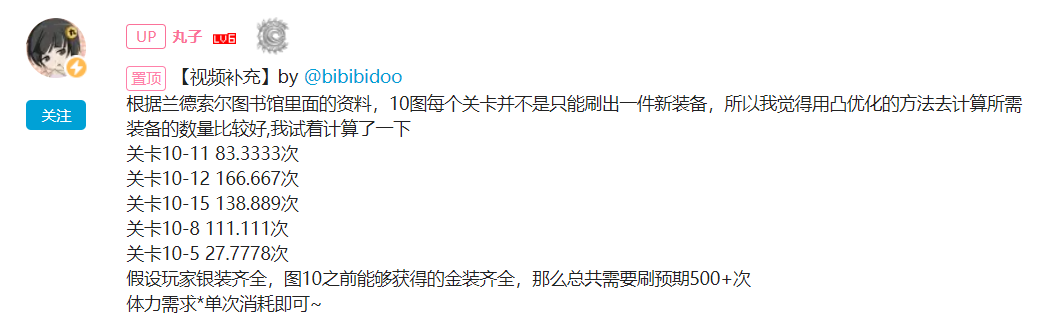 UP 丸子 LV6
置顶 【视频补充】by @bibibidoo
关注
根据兰德索尔图书馆里面的资料，10图每个关卡并不是只能刷出一件新装备，所以我觉得用凸优化的方法去计算所需
装备的数量比较好,我试着计算了一下
关卡10-11 83.3333次
关卡10-12 166.667次
关卡10-15 138.889次
关卡10-8 111.111次
关卡10-5 27.7778次
假设玩家银装齐全，图10之前能够获得的金装齐全，那么总共需要刷预期500+次
体力需求*单次消耗即可~